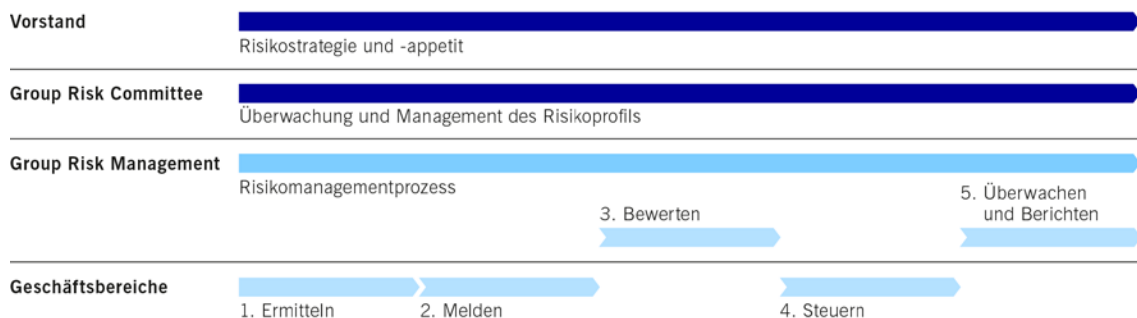 Vorstand
Risikostrategie und -appetit
Group Risk Committee
Überwachung und Management des Risikoprofils
Group Risk Management
Risikomanagementprozess
3. Bewerten
5. Überwachen
und Berichten
Geschäftsbereiche
1. Ermitteln
2. Melden
4. Steuern